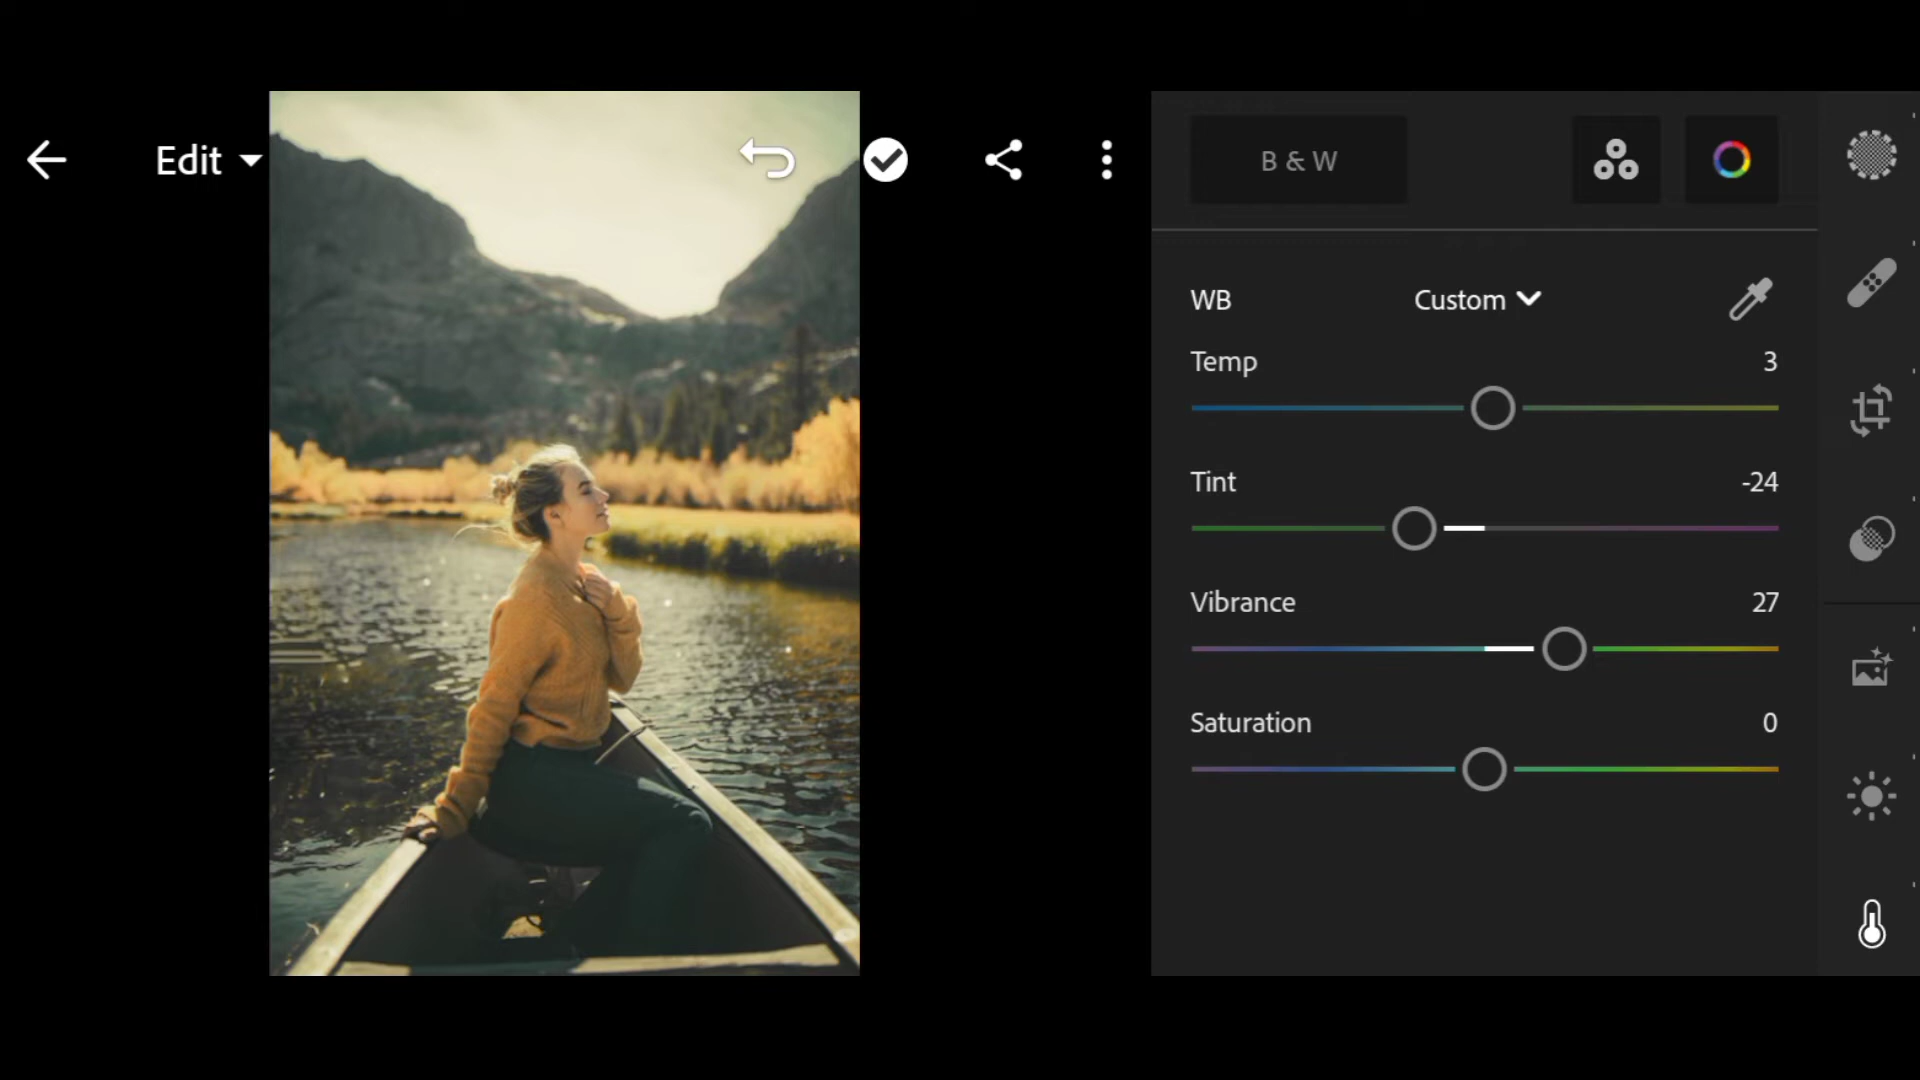 Edit
B & W
WB Custom
Temp 3
Tint -24
Vibrance 27
Saturation 0